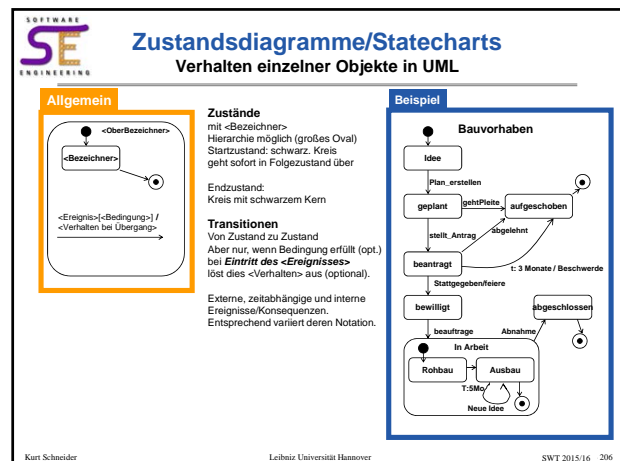 SOFTWARE
SE
ENGINEERING
Zustandsdiagramme/Statecharts
Verhalten einzelner Objekte in UML
Allgemein
<OberBezeichner>
<Bezeichner>
<Ereignis>[<Bedingung>] /
<Verhalten bei Übergang>
Zustände
mit <Bezeichner>
Hierarchie möglich (großes Oval)
Startzustand: schwarz. Kreis
geht sofort in Folgezustand über
Endzustand:
Kreis mit schwarzem Kern
Transitionen
Von Zustand zu Zustand
Aber nur, wenn Bedingung erfüllt (opt.)
bei Eintritt des <Ereignisses>
löst dies <Verhalten> aus (optional).
Externe, zeitabhängige und interne
Ereignisse/Konsequenzen.
Entsprechend variiert deren Notation.
Beispiel
Bauvorhaben
Idee
Plan_erstellen
geplant
gehtPleite
aufgeschoben
stellt_Antrag
abgelehnt
beantragt
t: 3 Monate / Beschwerde
Stattgegeben/feiere
bewilligt
abgeschlossen
beauftrage
Abnahme
In Arbeit
Rohbau
Ausbau
T:5Mo
Neue Idee
Kurt Schneider
Leibniz Universität Hannover
SWT 2015/16 206